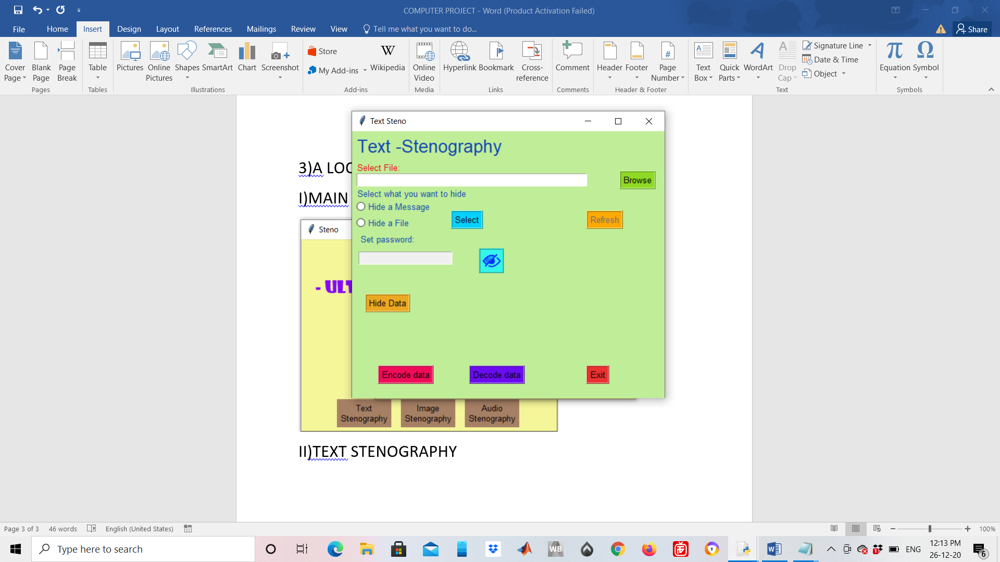 COMPUTER PROJECT - Word (Product Activation Failed)
File Home Insert Design Layout References Mailings Review View Tell me what you want to do... Share
Cover Page
Blank Page
Page Break
Pages
Table
Tables
Pictures
Online Pictures
Shapes
SmartArt
Chart
Screenshot
Illustrations
Store
My Add-ins
W
Wikipedia
Add-ins
Online Video
Media
Hyperlink
Bookmark
Cross-reference
Links
Comment
Comments
Header
Footer
Page Number
Header & Footer
Text Box
Quick Parts
WordArt
Drop Cap
Signature Line
Date & Time
Object
Text
π
Equation
Ω
Symbol
Symbols
3)A LOO
I)MAIN
Steno
- ULT
Text Stenography
Image Stenography
Audio Stenography
II)TEXT STENOGRAPHY
Text Steno
Text -Stenography
Select File:
Browse
Select what you want to hide
Hide a Message
Hide a File
Select
Refresh
Set password:
Hide Data
Encode data
Decode data
Exit
Page 3 of 3 46 words English (United States) 100%
Type here to search
WB
1
ENG
12:13 PM
26-12-20
6